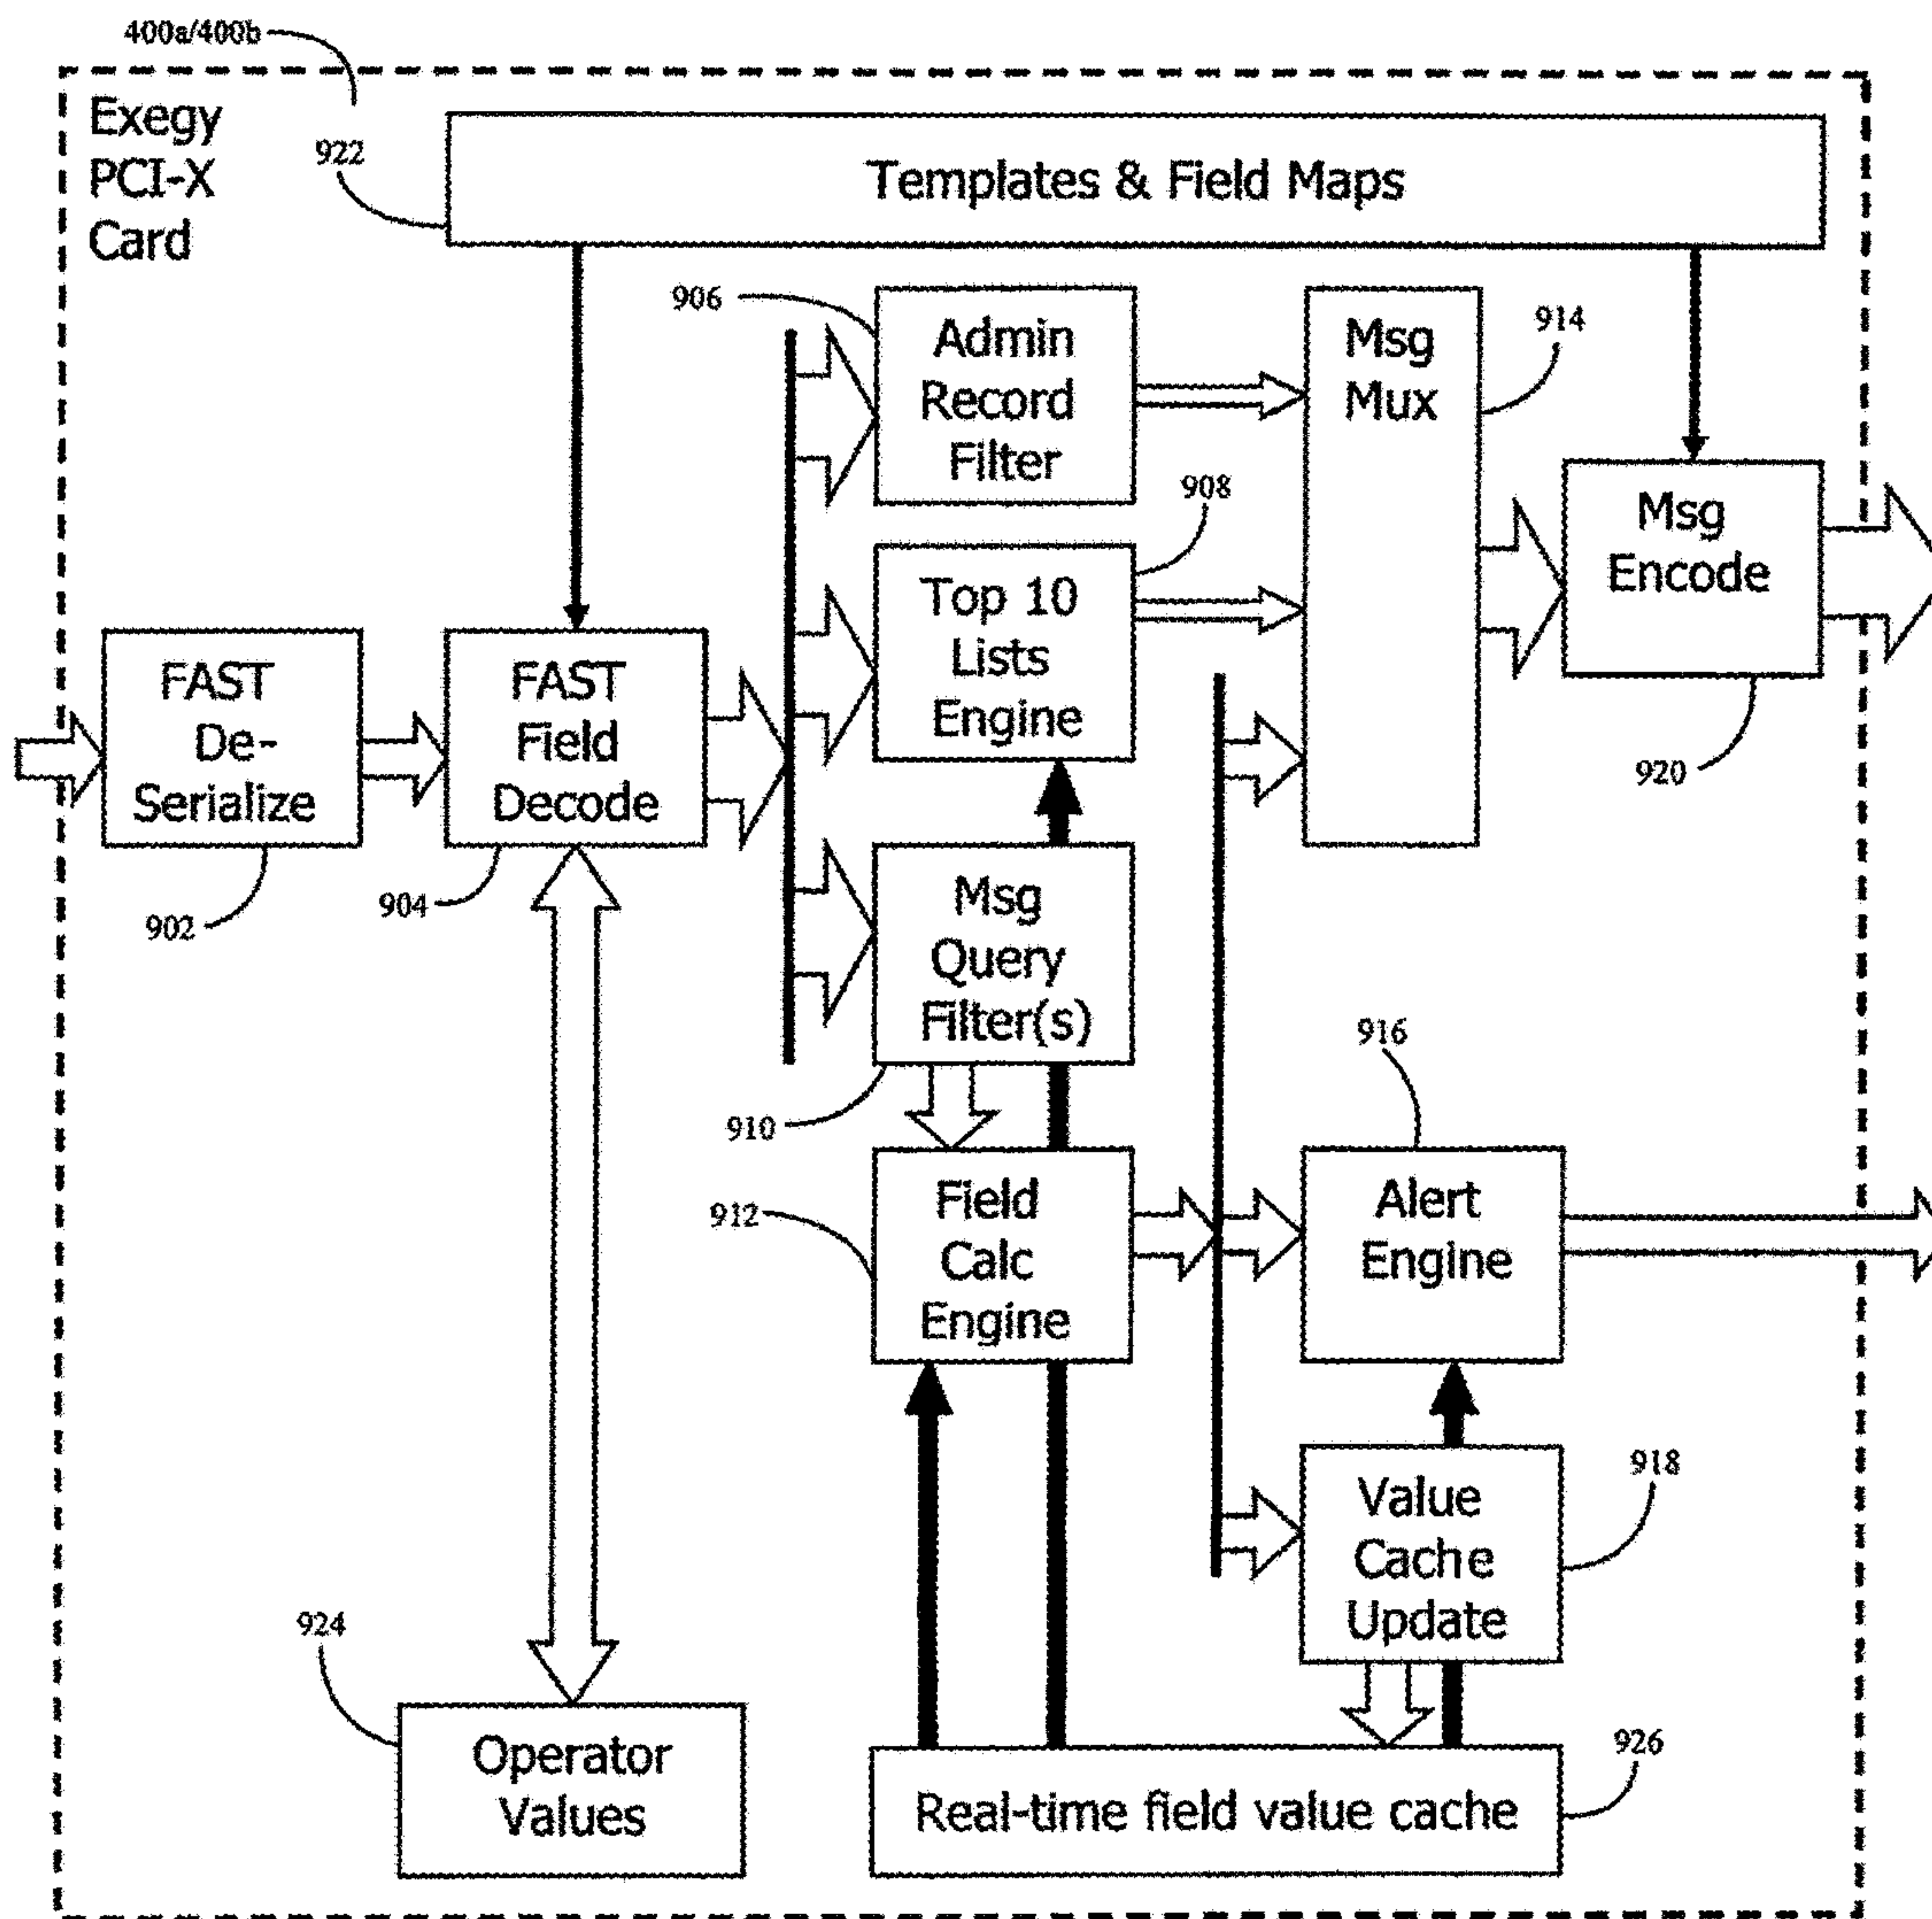 400a/400b
Exegy
PCI-X
Card
922
Templates & Field Maps
906
Admin
Record
Filter
Msg
Mux
914
908
Top 10
Lists
Engine
Msg
Encode
920
FAST
De-
Serialize
902
FAST
Field
Decode
904
Msg
Query
Filter(s)
910
916
912
Field
Calc
Engine
Alert
Engine
918
Value
Cache
Update
924
Operator
Values
926
Real-time field value cache